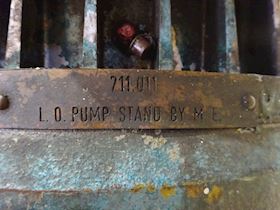 711.011
L. O. PUMP STAND BY M E